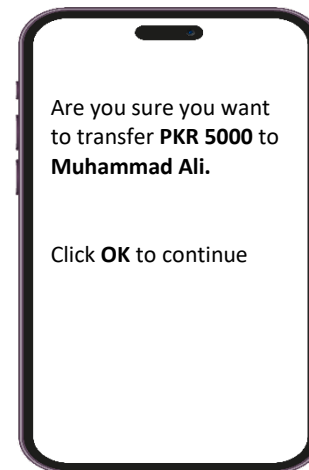 Are you sure you want
to transfer PKR 5000 to
Muhammad Ali.
Click OK to continue